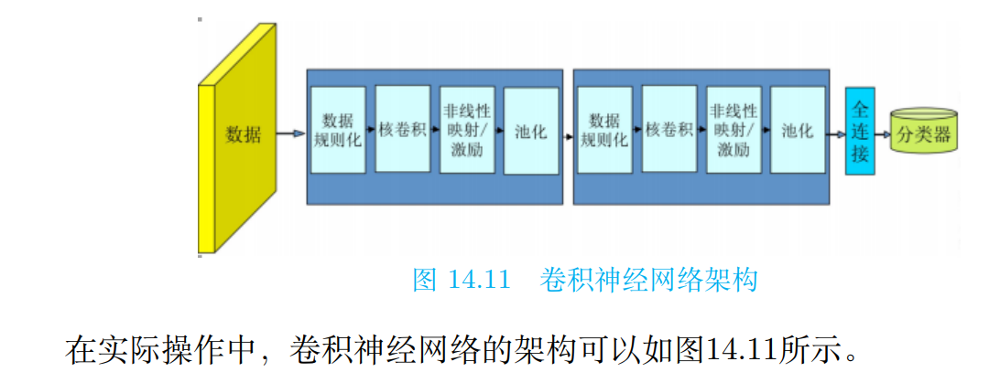 数据
数据
规则化
核卷积
非线性
映射/
激励
池化
数据
规则化
核卷积
非线性
映射/
激励
池化
全
连
接
分类器
图 14.11 卷积神经网络架构
在实际操作中，卷积神经网络的架构可以如图14.11所示。